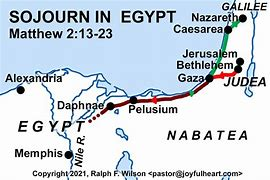 SOJOURN IN EGYPT
Matthew 2:13-23
GALILEE
Nazareth
Caesarea
Jerusalem
Bethlehem
Alexandria
Gaza
JUDEA
Daphnae
Pelusium
Nile R.
EGYPT
NABATEA
Memphis
Copyright 2021, Ralph F. Wilson <pastor@joyfulheart.com>